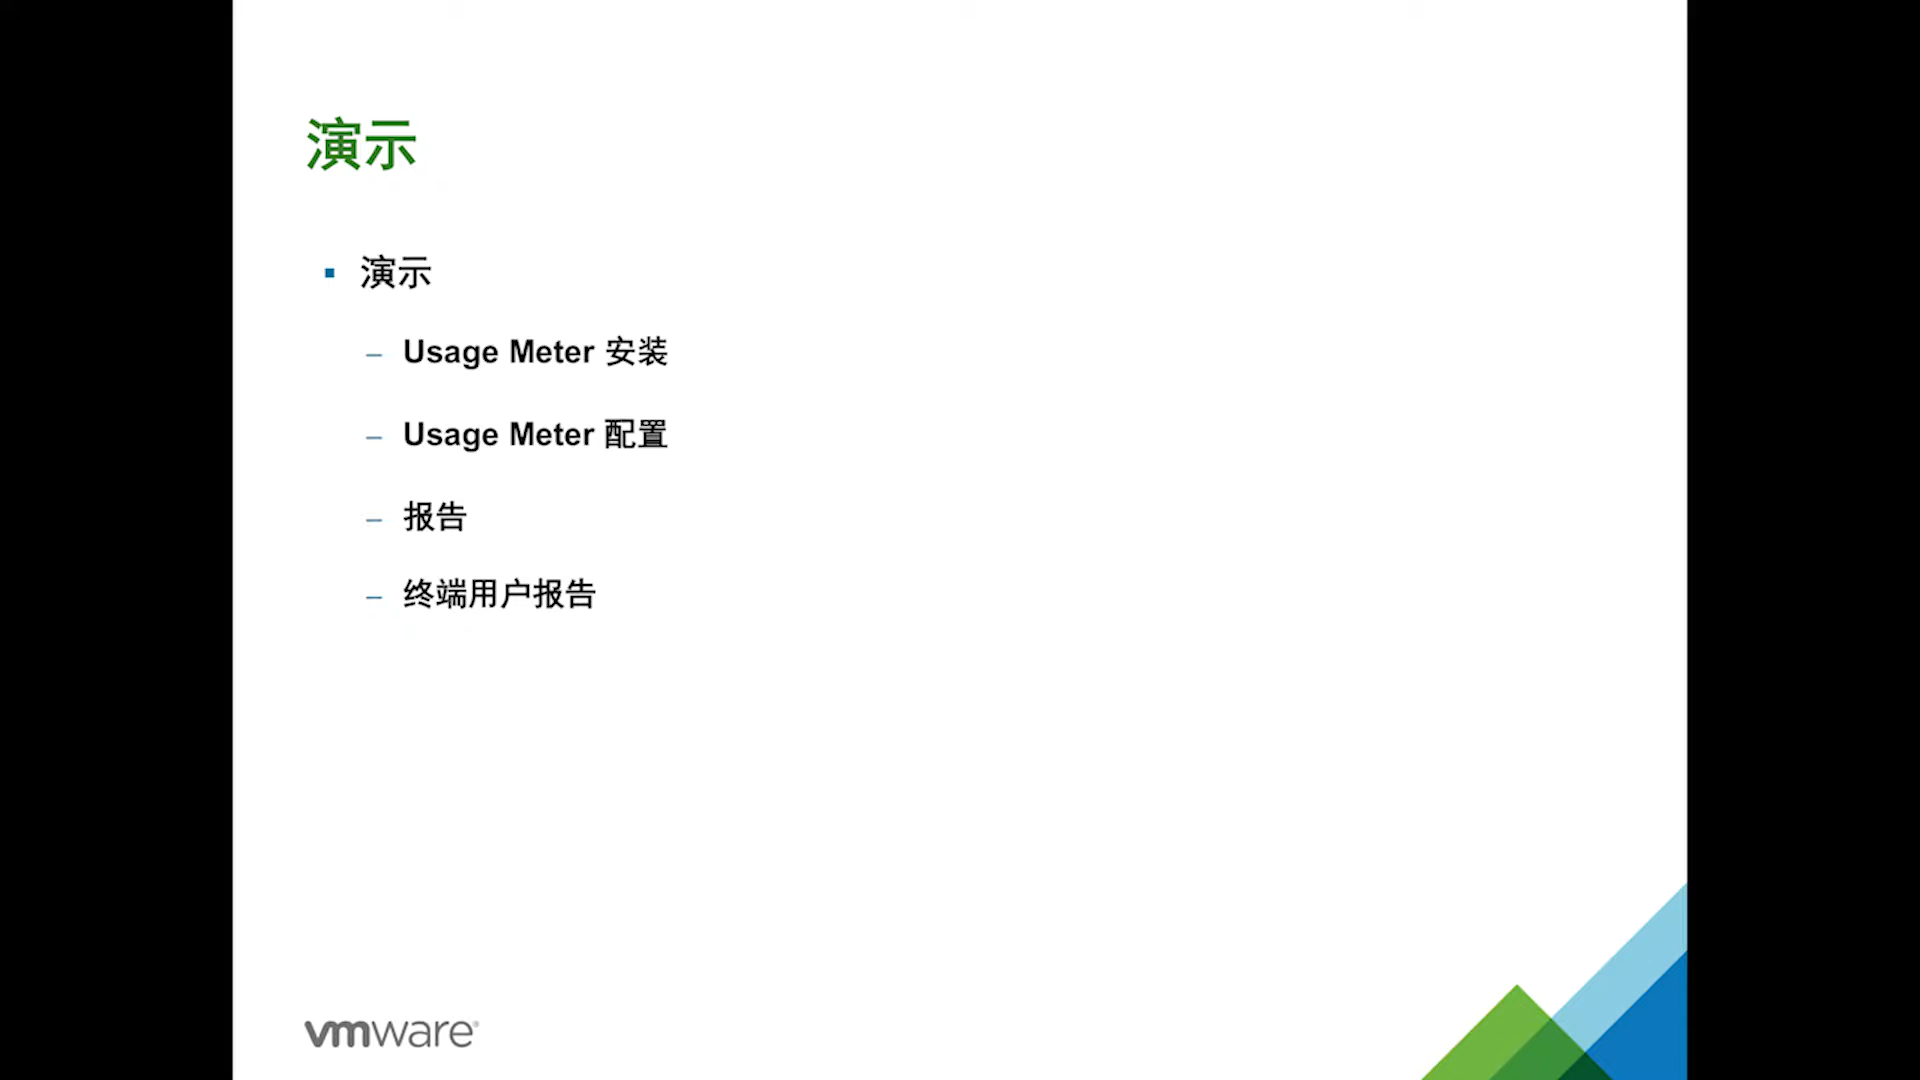 演示
▪ 演示
– Usage Meter 安装
– Usage Meter 配置
– 报告
– 终端用户报告
vmware®